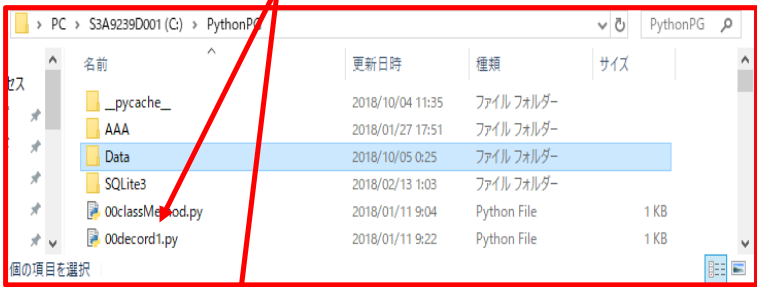 PC > S3A9239D001 (C:) > PythonPG
PythonPG
名前 更新日時 種類 サイズ
セス
__pycache__ 2018/10/04 11:35 ファイル フォルダー
AAA 2018/01/27 17:51 ファイル フォルダー
Data 2018/10/05 0:25 ファイル フォルダー
SQLite3 2018/02/13 1:03 ファイル フォルダー
00classMethod.py 2018/01/11 9:04 Python File 1 KB
00decord1.py 2018/01/11 9:22 Python File 1 KB
個の項目を選択